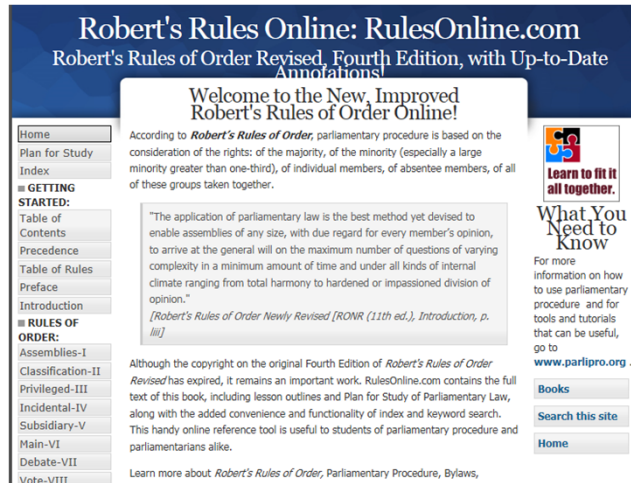 Robert's Rules Online: RulesOnline.com
Robert's Rules of Order Revised, Fourth Edition, with Up-to-Date
Annotations!
Welcome to the New, Improved
Robert's Rules of Order Online!
Home
Plan for Study
Index
GETTING
STARTED:
Table of
Contents
Precedence
Table of Rules
Preface
Introduction
RULES OF
ORDER:
Assemblies-I
Classification-II
Privileged-III
Incidental-IV
Subsidiary-V
Main-VI
Debate-VII
Vote-VIII
According to Robert's Rules of Order, parliamentary procedure is based on the
consideration of the rights: of the majority, of the minority (especially a large
minority greater than one-third), of individual members, of absentee members, of all
of these groups taken together.
"The application of parliamentary law is the best method yet devised to
enable assemblies of any size, with due regard for every member's opinion,
to arrive at the general will on the maximum number of questions of varying
complexity in a minimum amount of time and under all kinds of internal
climate ranging from total harmony to hardened or impassioned division of
opinion."
[Robert's Rules of Order Newly Revised [RONR (11th ed.), Introduction, p.
liii]
Although the copyright on the original Fourth Edition of Robert's Rules of Order
Revised has expired, it remains an important work. RulesOnline.com contains the full
text of this book, including lesson outlines and Plan for Study of Parliamentary Law,
along with the added convenience and functionality of index and keyword search.
This handy online reference tool is useful to students of parliamentary procedure and
parliamentarians alike.
Learn more about Robert's Rules of Order, Parliamentary Procedure, Bylaws,
Learn to fit it
all together.
What You
Need to
Know
For more
information on how
to use parliamentary
procedure and for
tools and tutorials
that can be useful,
go to
www.parlipro.org .
Books
Search this site
Home